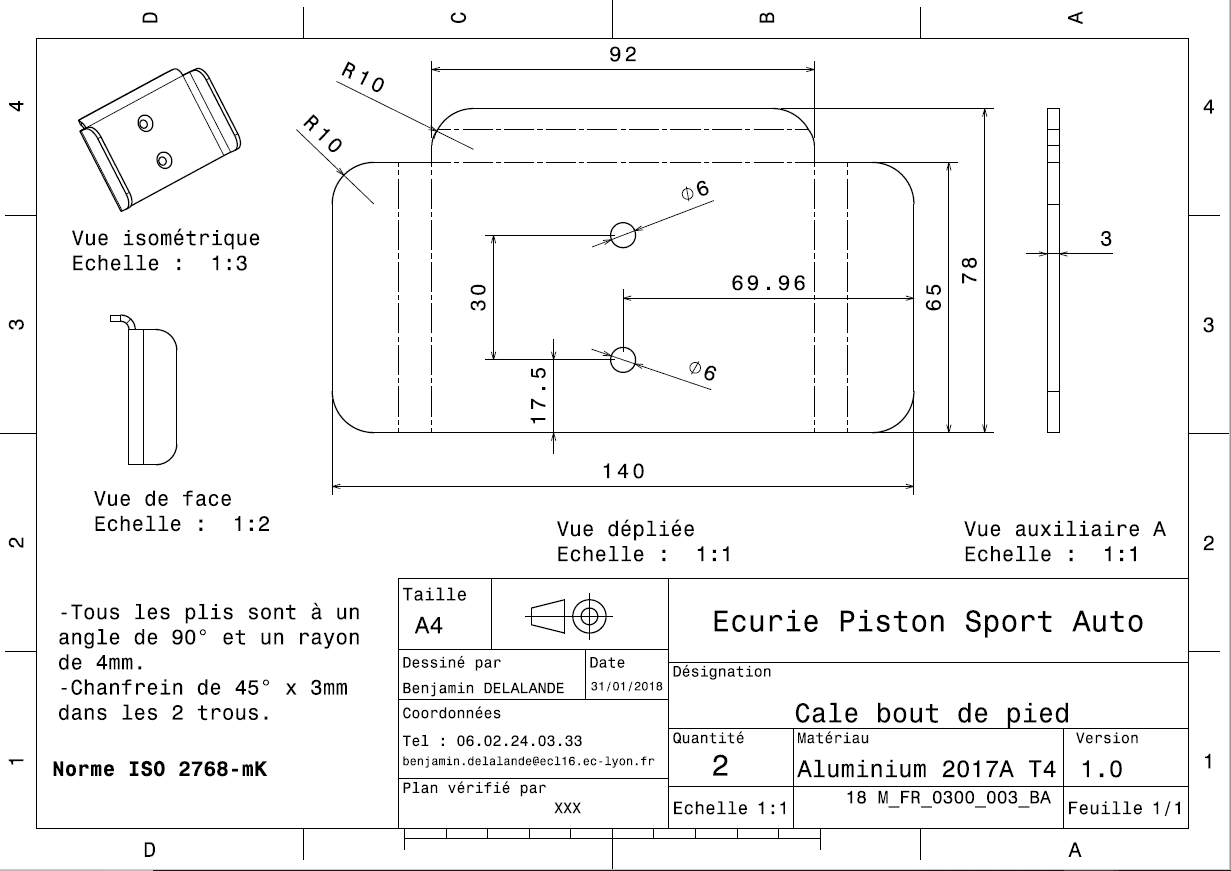 D C B A
4 4
3 3
2 2
1 1
92
R10
R10
Ø6
30
69.96
65
78
3
Ø6
17.5
140
Vue isométrique
Echelle : 1:3
Vue de face
Echelle : 1:2
Vue dépliée
Echelle : 1:1
Vue auxiliaire A
Echelle : 1:1
-Tous les plis sont à un
angle de 90° et un rayon
de 4mm.
-Chanfrein de 45° x 3mm
dans les 2 trous.
Norme ISO 2768-mK
Taille
A4
Dessiné par
Benjamin DELALANDE
Date
31/01/2018
Coordonnées
Tel : 06.02.24.03.33
benjamin.delalande@ecl16.ec-lyon.fr
Plan vérifié par
XXX
Ecurie Piston Sport Auto
Désignation
Cale bout de pied
Quantité
2
Matériau
Aluminium 2017A T4
Version
1.0
Echelle 1:1
18 M_FR_0300_003_BA
Feuille 1/1
D A